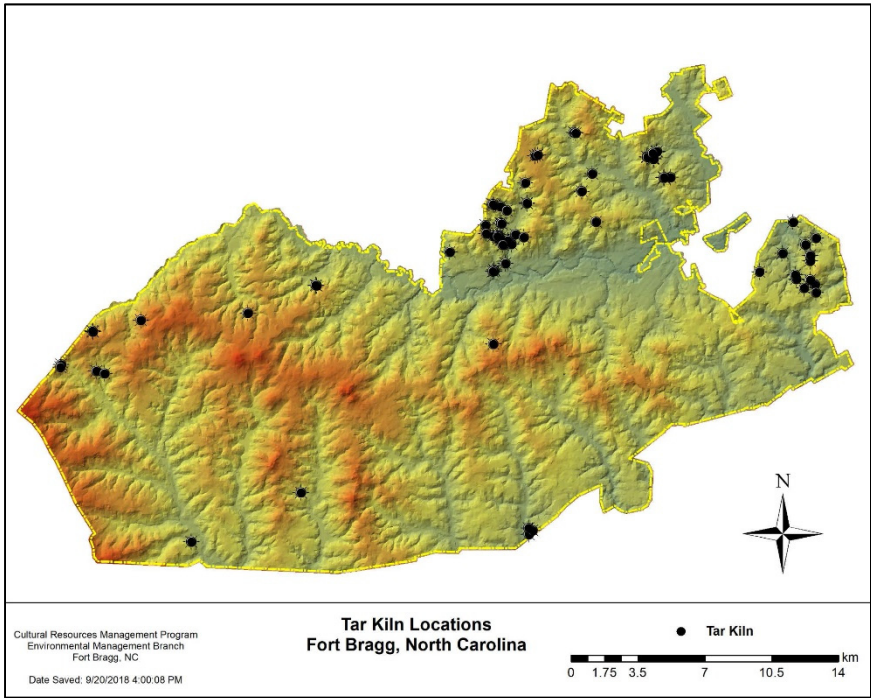 N
Cultural Resources Management Program
Environmental Management Branch
Fort Bragg, NC
Date Saved: 9/20/2018 4:00:08 PM
Tar Kiln Locations
Fort Bragg, North Carolina
Tar Kiln
km
0 1.75 3.5 7 10.5 14